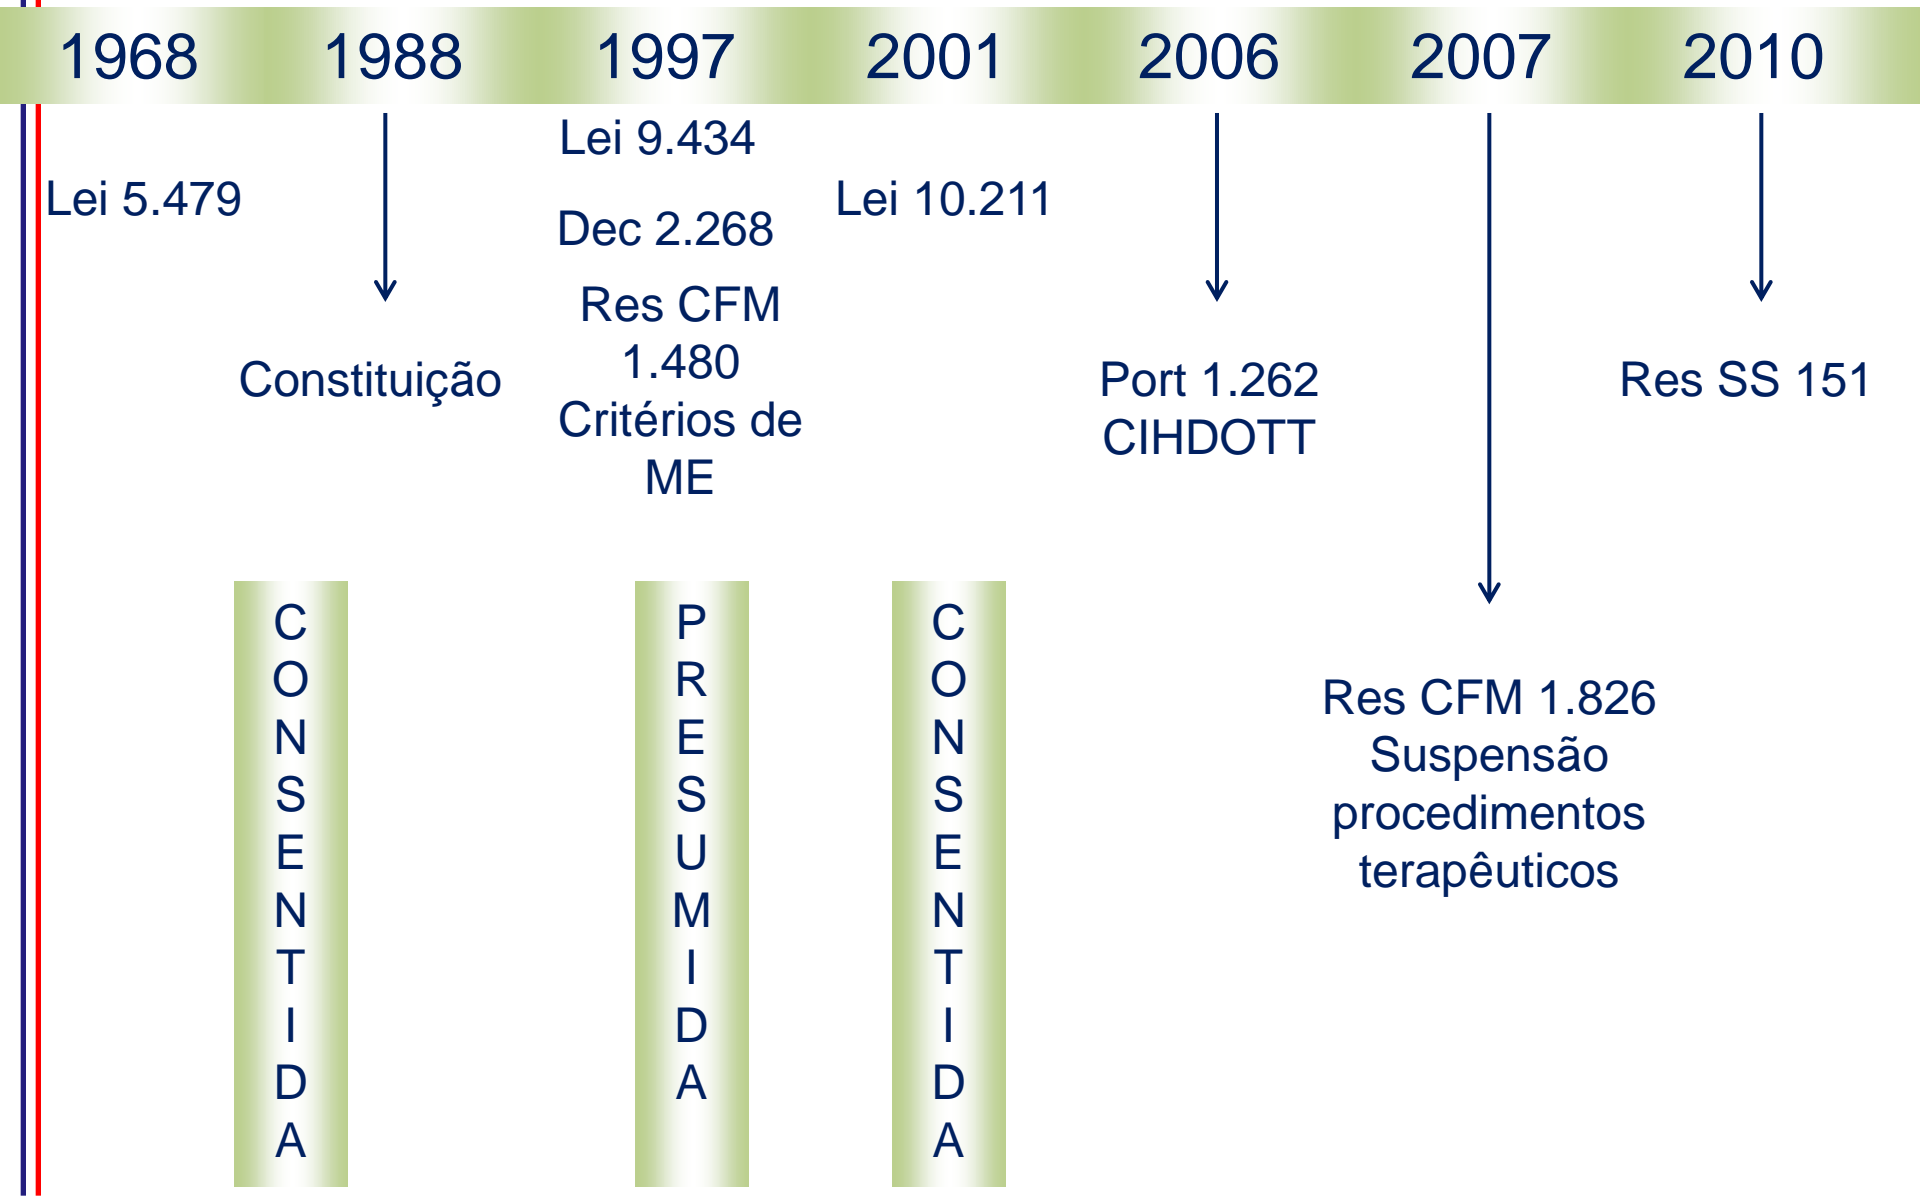 1968 1988 1997 2001 2006 2007 2010
Lei 5.479
Constituição
Lei 9.434
Dec 2.268
Res CFM
1.480
Critérios de
ME
Lei 10.211
Port 1.262
CIHDOTT
Res CFM 1.826
Suspensão
procedimentos
terapêuticos
Res SS 151
C
O
N
S
E
N
T
I
D
A
P
R
E
S
U
M
I
D
A
C
O
N
S
E
N
T
I
D
A